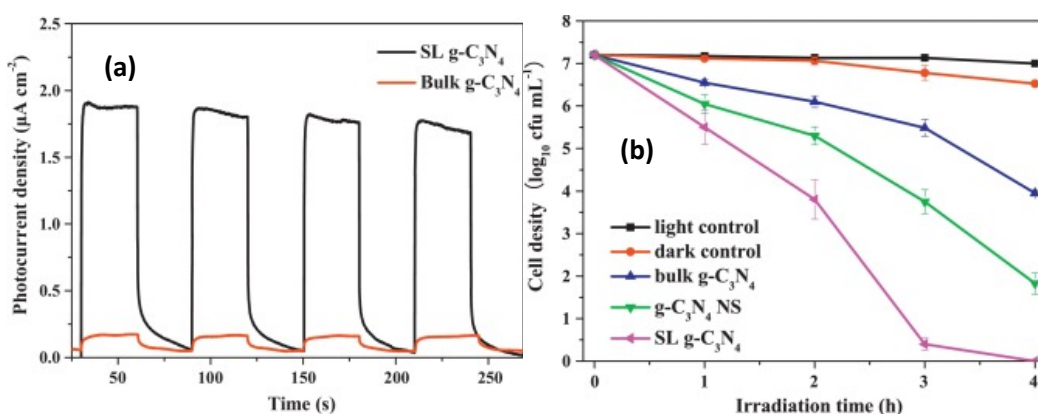 (a)
SL g-C₃N₄
Bulk g-C₃N₄
Photocurrent density (µA cm⁻²)
2.5
2.0
1.5
1.0
0.5
0.0
50 100 150 200 250
Time (s)
(b)
Cell desity (log₁₀ cfu mL⁻¹)
8
7
6
5
4
3
2
1
0
light control
dark control
bulk g-C₃N₄
g-C₃N₄ NS
SL g-C₃N₄
0 1 2 3 4
Irradiation time (h)